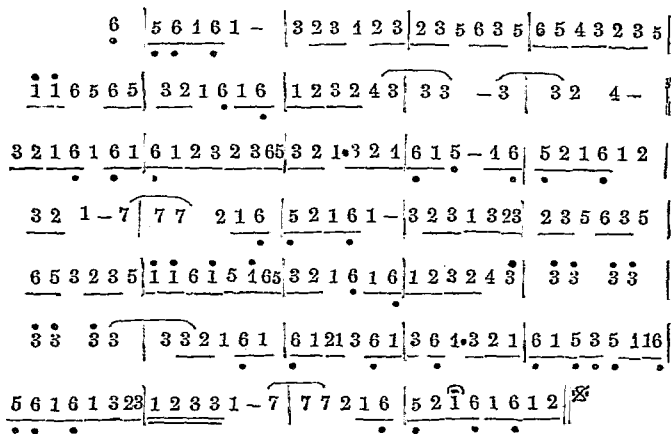 6 | 5 6 1 6 1 - | 3 2 3 1 2 3 | 2 3 5 6 3 5 | 6 5 4 3 2 3 5
1 1 6 5 6 5 | 3 2 1 6 1 6 | 1 2 3 2 4 3 | 3 3 - 3 | 3 2 4 -
3 2 1 6 1 6 1 | 6 1 2 3 2 3 6 5 | 3 2 1 • 3 2 1 | 6 1 5 - 1 6 | 5 2 1 6 1 2 |
3 2 1 - 7 | 7 7 2 1 6 | 5 2 1 6 1 - | 3 2 3 1 3 2 3 | 2 3 5 6 3 5 |
6 5 3 2 3 5 | 1 1 6 1 5 1 6 5 | 3 2 1 6 1 6 | 1 2 3 2 4 3 | 3 3 3 3 |
3 3 3 3 | 3 3 2 1 6 1 | 6 1 2 1 3 6 1 | 3 6 1 • 3 2 1 | 6 1 5 3 5 1 1 6 |
5 6 1 6 1 3 2 3 | 1 2 3 3 1 - 7 | 7 7 2 1 6 | 5 2 1 6 1 6 1 2 ||